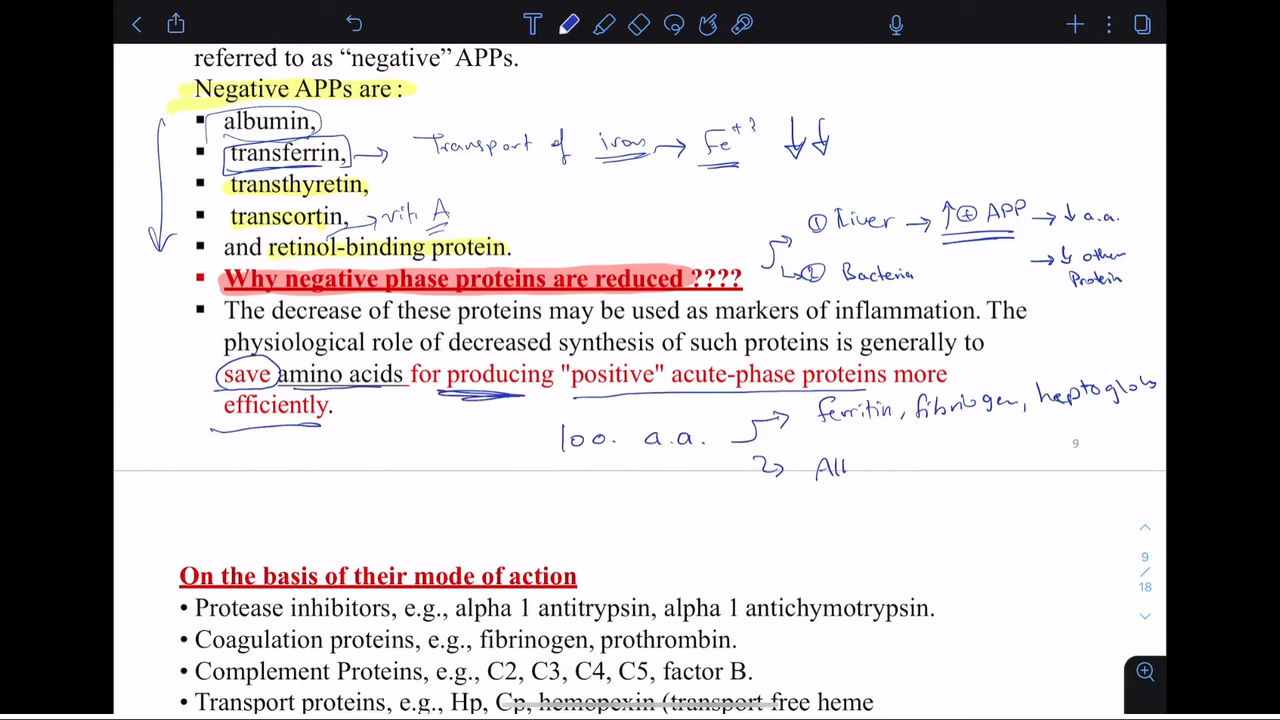 referred to as “negative” APPs.
Negative APPs are :
▪ albumin,
▪ transferrin, → Transport of iron → Fe⁺³ ↓↓
▪ transthyretin,
▪ transcortin, → vit. A
① Liver → ↑ ⊕ APP → ↓ a.a.
▪ and retinol-binding protein.
→ ↓ other Protein
② Bacteria
▪ Why negative phase proteins are reduced ????
▪ The decrease of these proteins may be used as markers of inflammation. The
physiological role of decreased synthesis of such proteins is generally to
save amino acids for producing "positive" acute-phase proteins more
efficiently.
ferritin, fibrinogen, heptoglob
100. a.a.
9
All
On the basis of their mode of action
9
/
18
• Protease inhibitors, e.g., alpha 1 antitrypsin, alpha 1 antichymotrypsin.
• Coagulation proteins, e.g., fibrinogen, prothrombin.
• Complement Proteins, e.g., C2, C3, C4, C5, factor B.
• Transport proteins, e.g., Hp, Cp, hemopexin (transport free heme